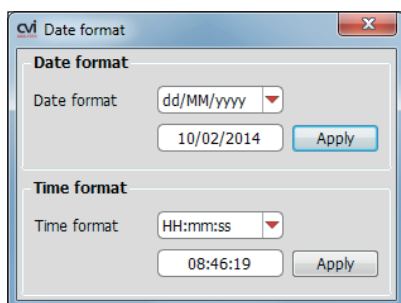 cvi Date format
Date format
Date format dd/MM/yyyy
10/02/2014 Apply
Time format
Time format HH:mm:ss
08:46:19 Apply